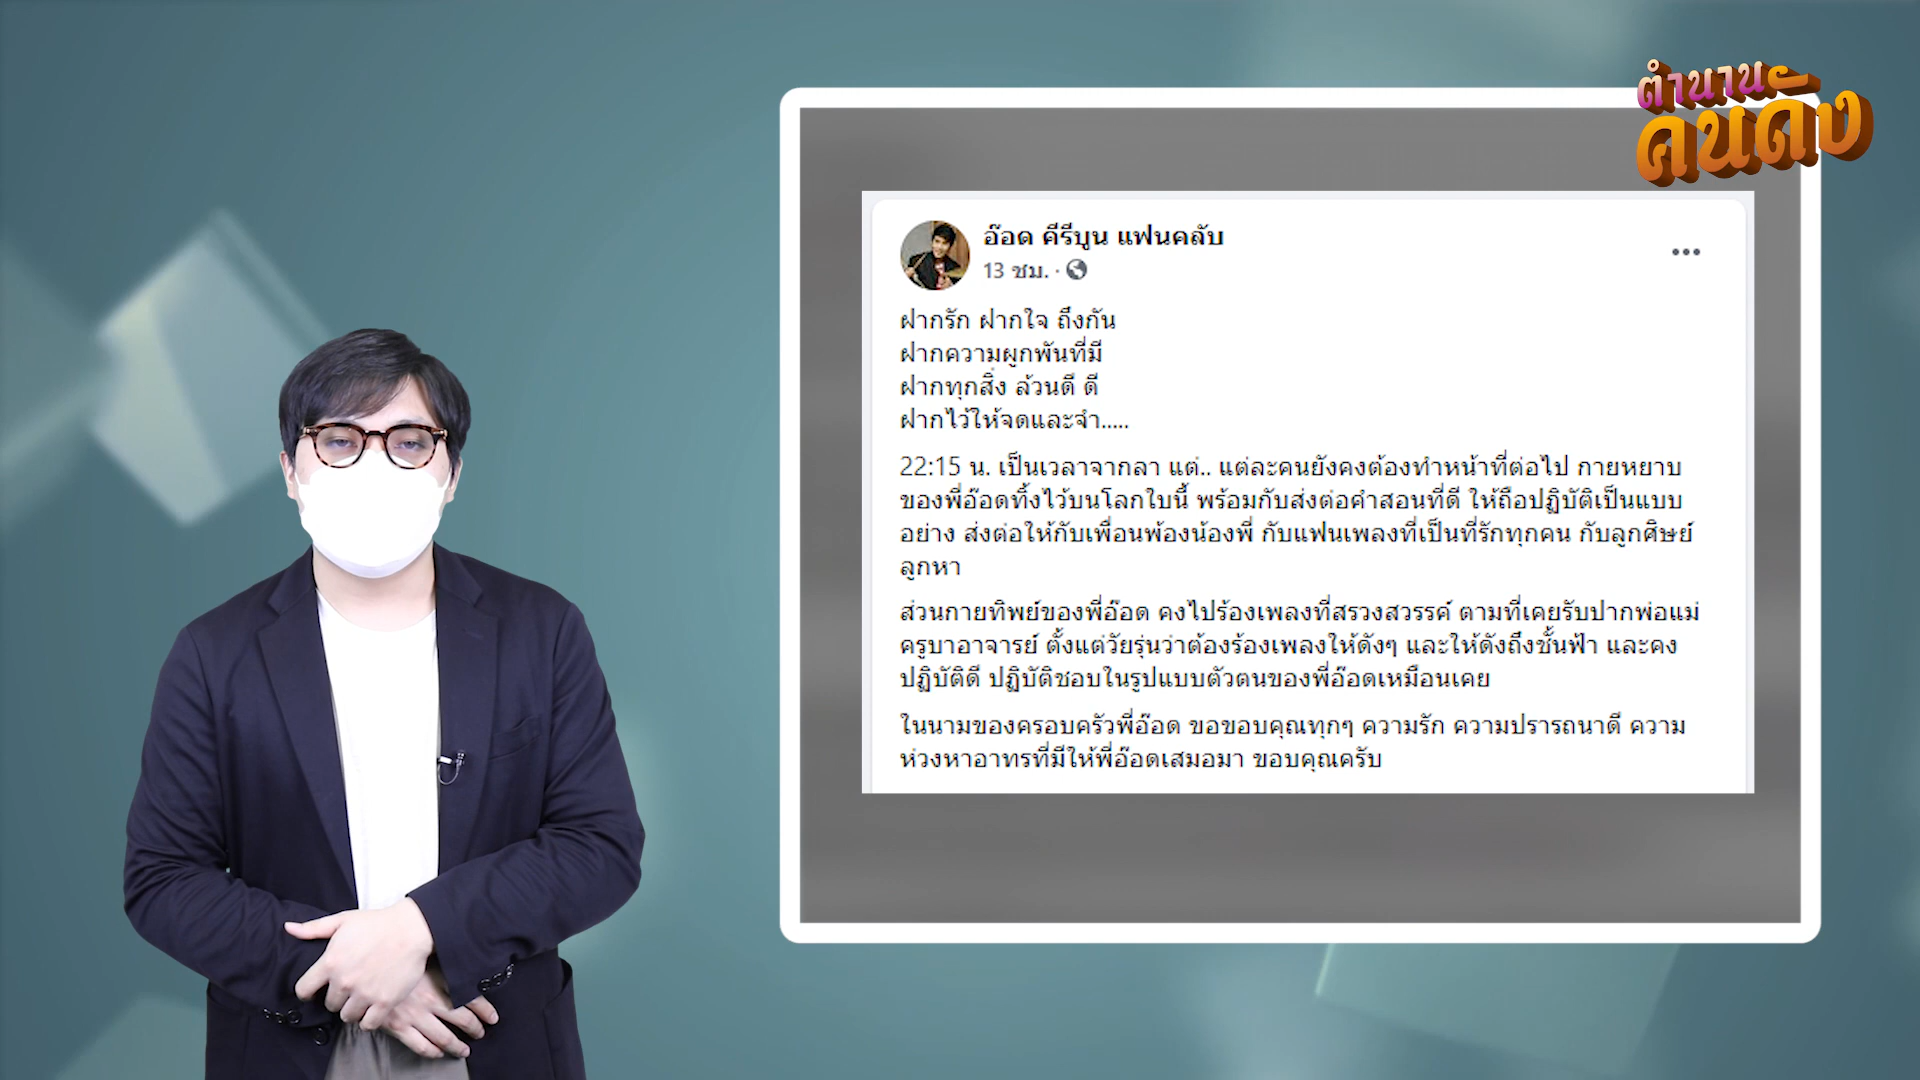 ตำนาน
คนดัง
อ๊อด คีรีบูน แฟนคลับ
13 ชม. ·
ฝากรัก ฝากใจ ถึงกัน
ฝากความผูกพันที่มี
ฝากทุกสิ่ง ล้วนดี ดี
ฝากไว้ให้จดและจำ.....
22:15 น. เป็นเวลาจากลา แต่.. แต่ละคนยังคงต้องทำหน้าที่ต่อไป กายหยาบ
ของพี่อ๊อดทิ้งไว้บนโลกใบนี้ พร้อมกับส่งต่อคำสอนที่ดี ให้ถือปฏิบัติเป็นแบบ
อย่าง ส่งต่อให้กับเพื่อนพ้องน้องพี่ กับแฟนเพลงที่เป็นที่รักทุกคน กับลูกศิษย์
ลูกหา
ส่วนกายทิพย์ของพี่อ๊อด คงไปร้องเพลงที่สรวงสวรรค์ ตามที่เคยรับปากพ่อแม่
ครูบาอาจารย์ ตั้งแต่วัยรุ่นว่าต้องร้องเพลงให้ดังๆ และให้ดังถึงชั้นฟ้า และคง
ปฏิบัติดี ปฏิบัติชอบในรูปแบบตัวตนของพี่อ๊อดเหมือนเคย
ในนามของครอบครัวพี่อ๊อด ขอขอบคุณทุกๆ ความรัก ความปรารถนาดี ความ
ห่วงหาอาทรที่มีให้พี่อ๊อดเสมอมา ขอบคุณครับ